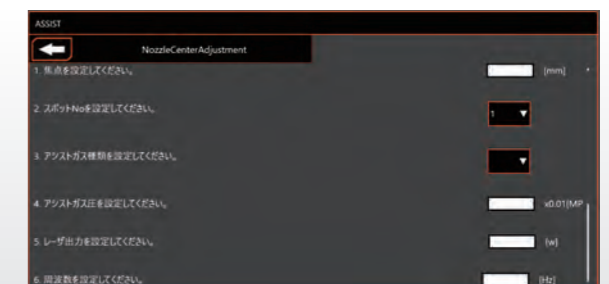 ASSIST
NozzleCenterAdjustment
1. 焦点を設定してください。 [mm]
2. スポットNoを設定してください。 1 ▼
3. アシストガス種類を設定してください。 ▼
4. アシストガス圧を設定してください。 x0.01[MP
5. レーザ出力を設定してください。 [w]
6. 周波数を設定してください。 [Hz]